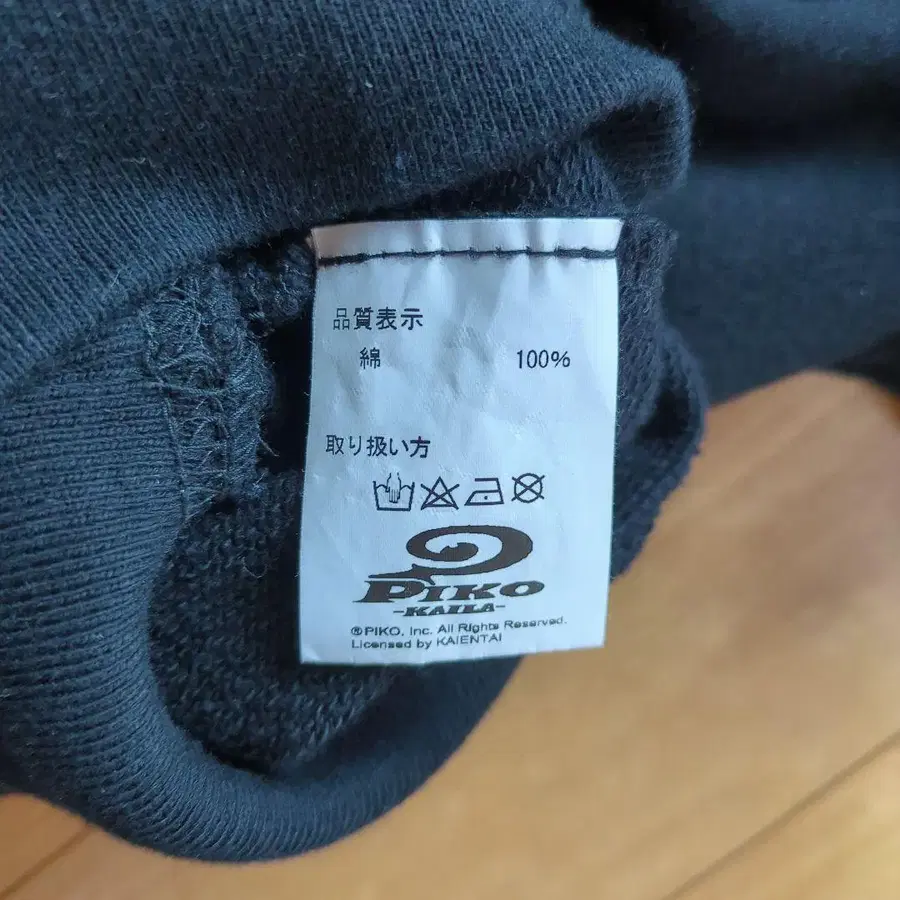 品質表示
綿 100%
取り扱い方
PIKO
-KAILA-
®PIKO, Inc. All Rights Reserved.
Licensed by KAIENTAI